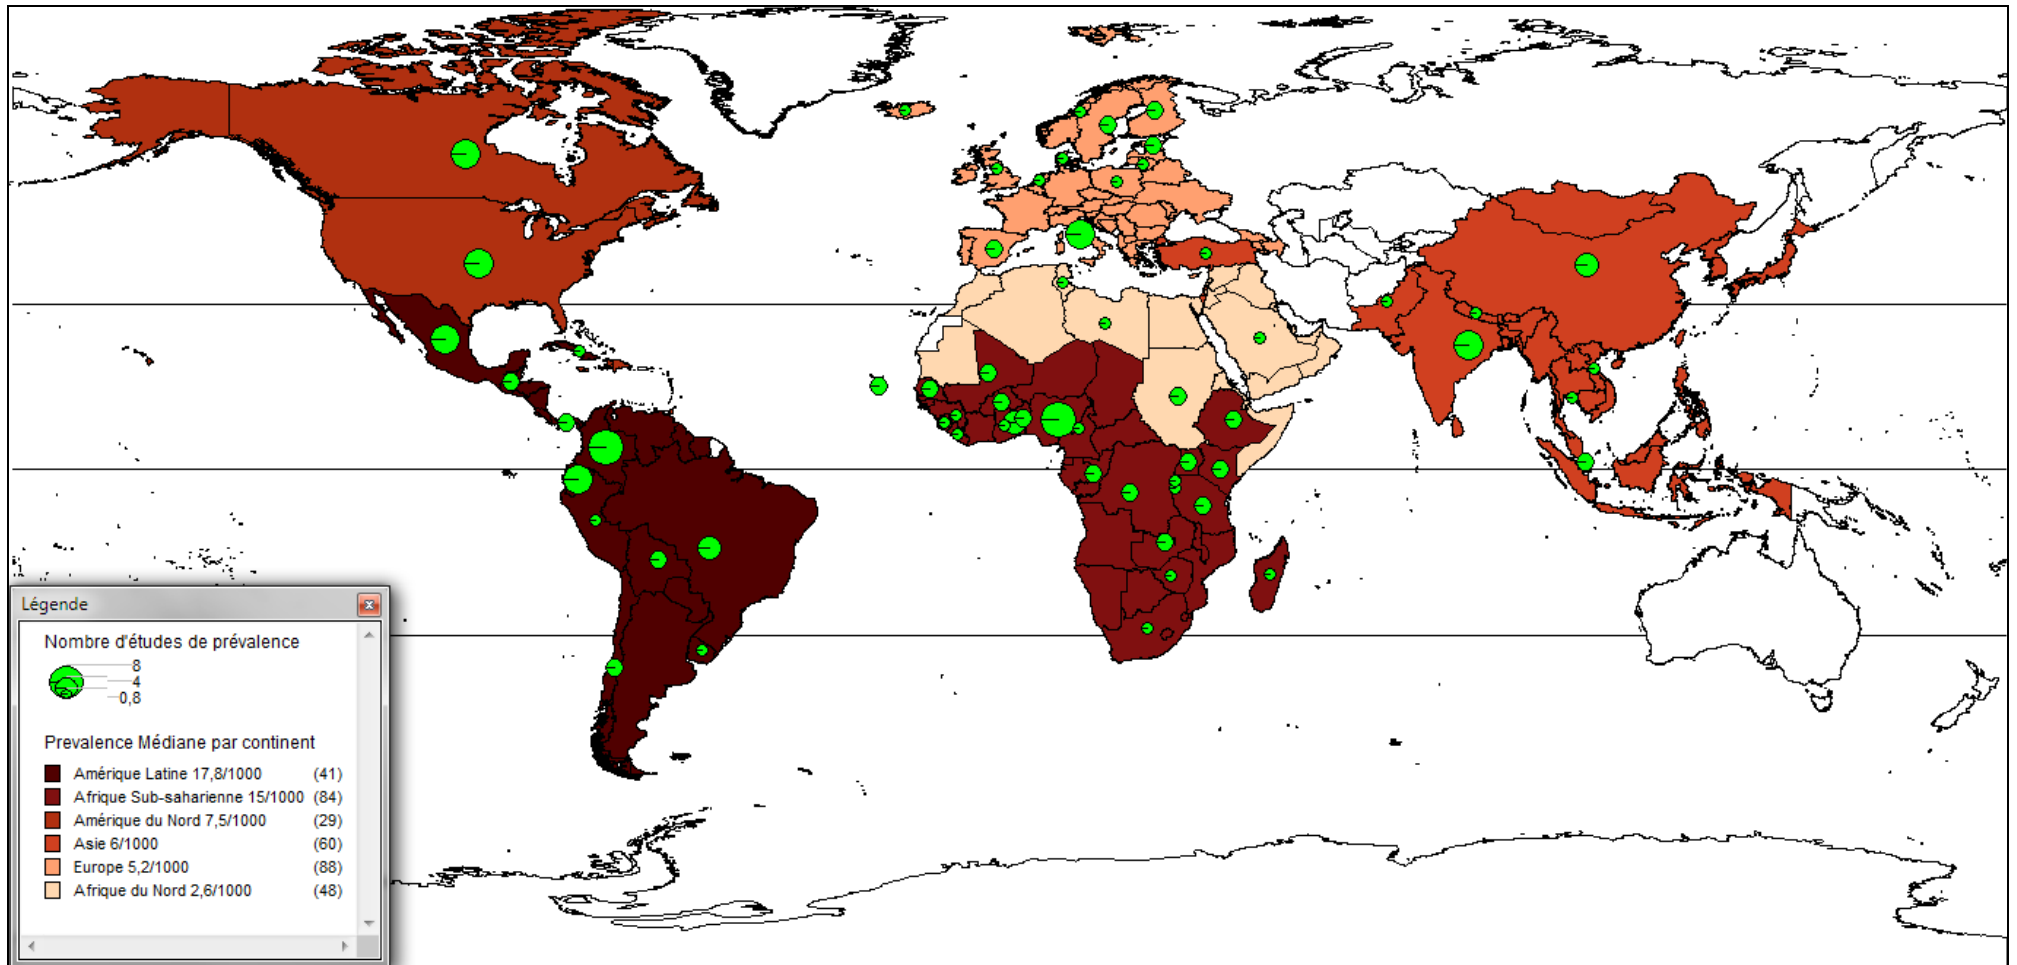 Légende
Nombre d'études de prévalence
8
4
0,8
Prevalence Médiane par continent
Amérique Latine 17,8/1000 (41)
Afrique Sub-saharienne 15/1000 (84)
Amérique du Nord 7,5/1000 (29)
Asie 6/1000 (60)
Europe 5,2/1000 (88)
Afrique du Nord 2,6/1000 (48)